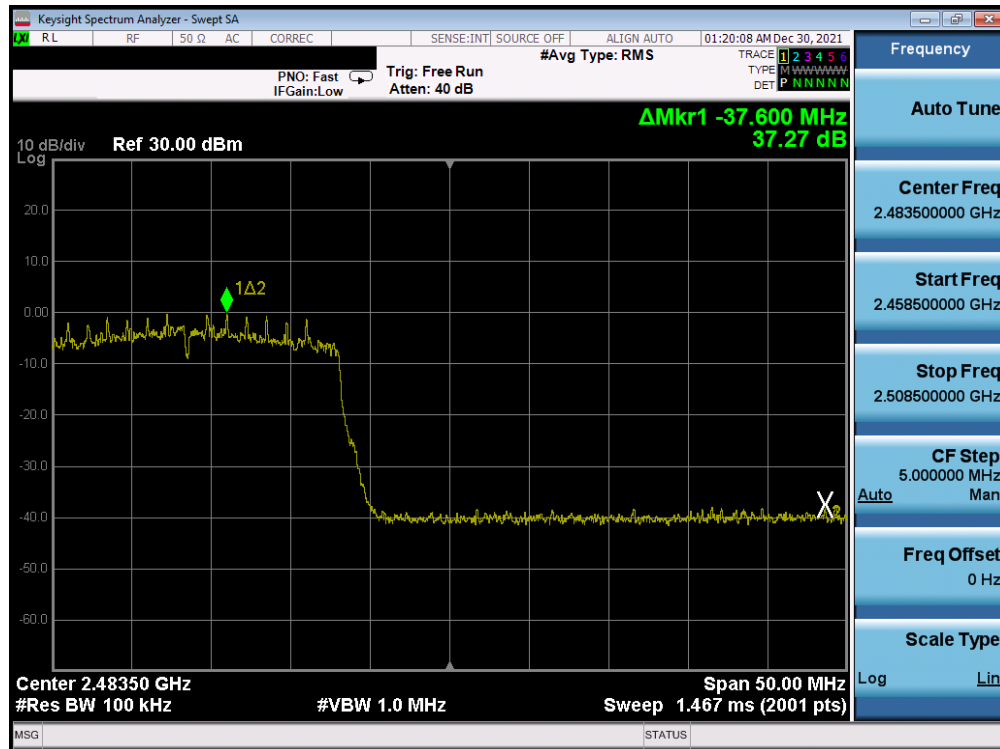 Keysight Spectrum Analyzer - Swept SA
LXI RL RF 50 Ω AC CORREC SENSE:INT SOURCE OFF ALIGN AUTO 01:20:08 AM Dec 30, 2021
#Avg Type: RMS
TRACE 1 2 3 4 5 6
PNO: Fast Trig: Free Run TYPE M WWWWW
IFGain:Low Atten: 40 dB DET P N N N N N
ΔMkr1 -37.600 MHz
37.27 dB
10 dB/div Ref 30.00 dBm
Log
20.0
10.0
1Δ2
0.00
-10.0
-20.0
-30.0
X2
-40.0
-50.0
-60.0
Center 2.48350 GHz Span 50.00 MHz
#Res BW 100 kHz #VBW 1.0 MHz Sweep 1.467 ms (2001 pts)
MSG STATUS
Frequency
Auto Tune
Center Freq
2.483500000 GHz
Start Freq
2.458500000 GHz
Stop Freq
2.508500000 GHz
CF Step
5.000000 MHz
Auto Man
Freq Offset
0 Hz
Scale Type
Log Lin